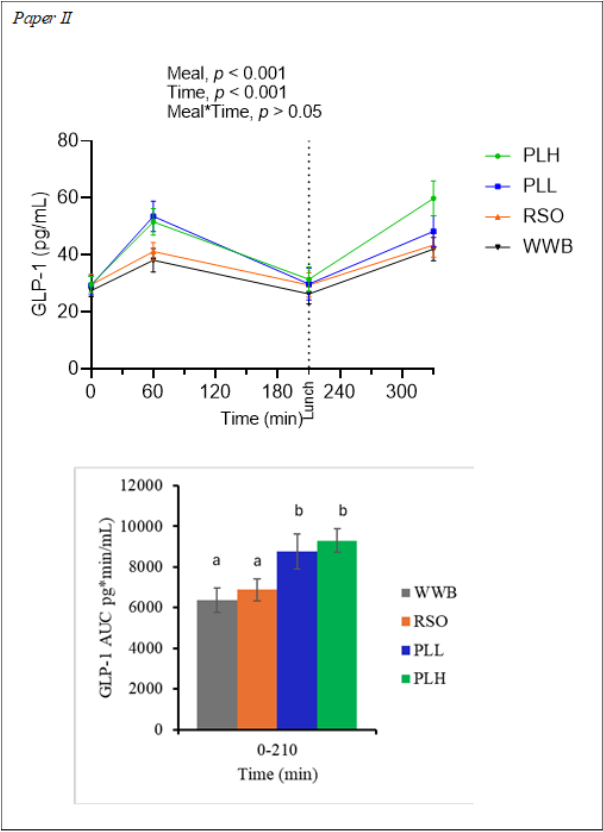 Paper II
Meal, p < 0.001
Time, p < 0.001
Meal*Time, p > 0.05
80
60
40
20
0
GLP-1 (pg/mL)
0 60 120 180 240 300
Lunch
Time (min)
PLH
PLL
RSO
WWB
12000
10000
8000
6000
4000
2000
0
GLP-1 AUC pg*min/mL)
a a b b
0-210
Time (min)
WWB
RSO
PLL
PLH